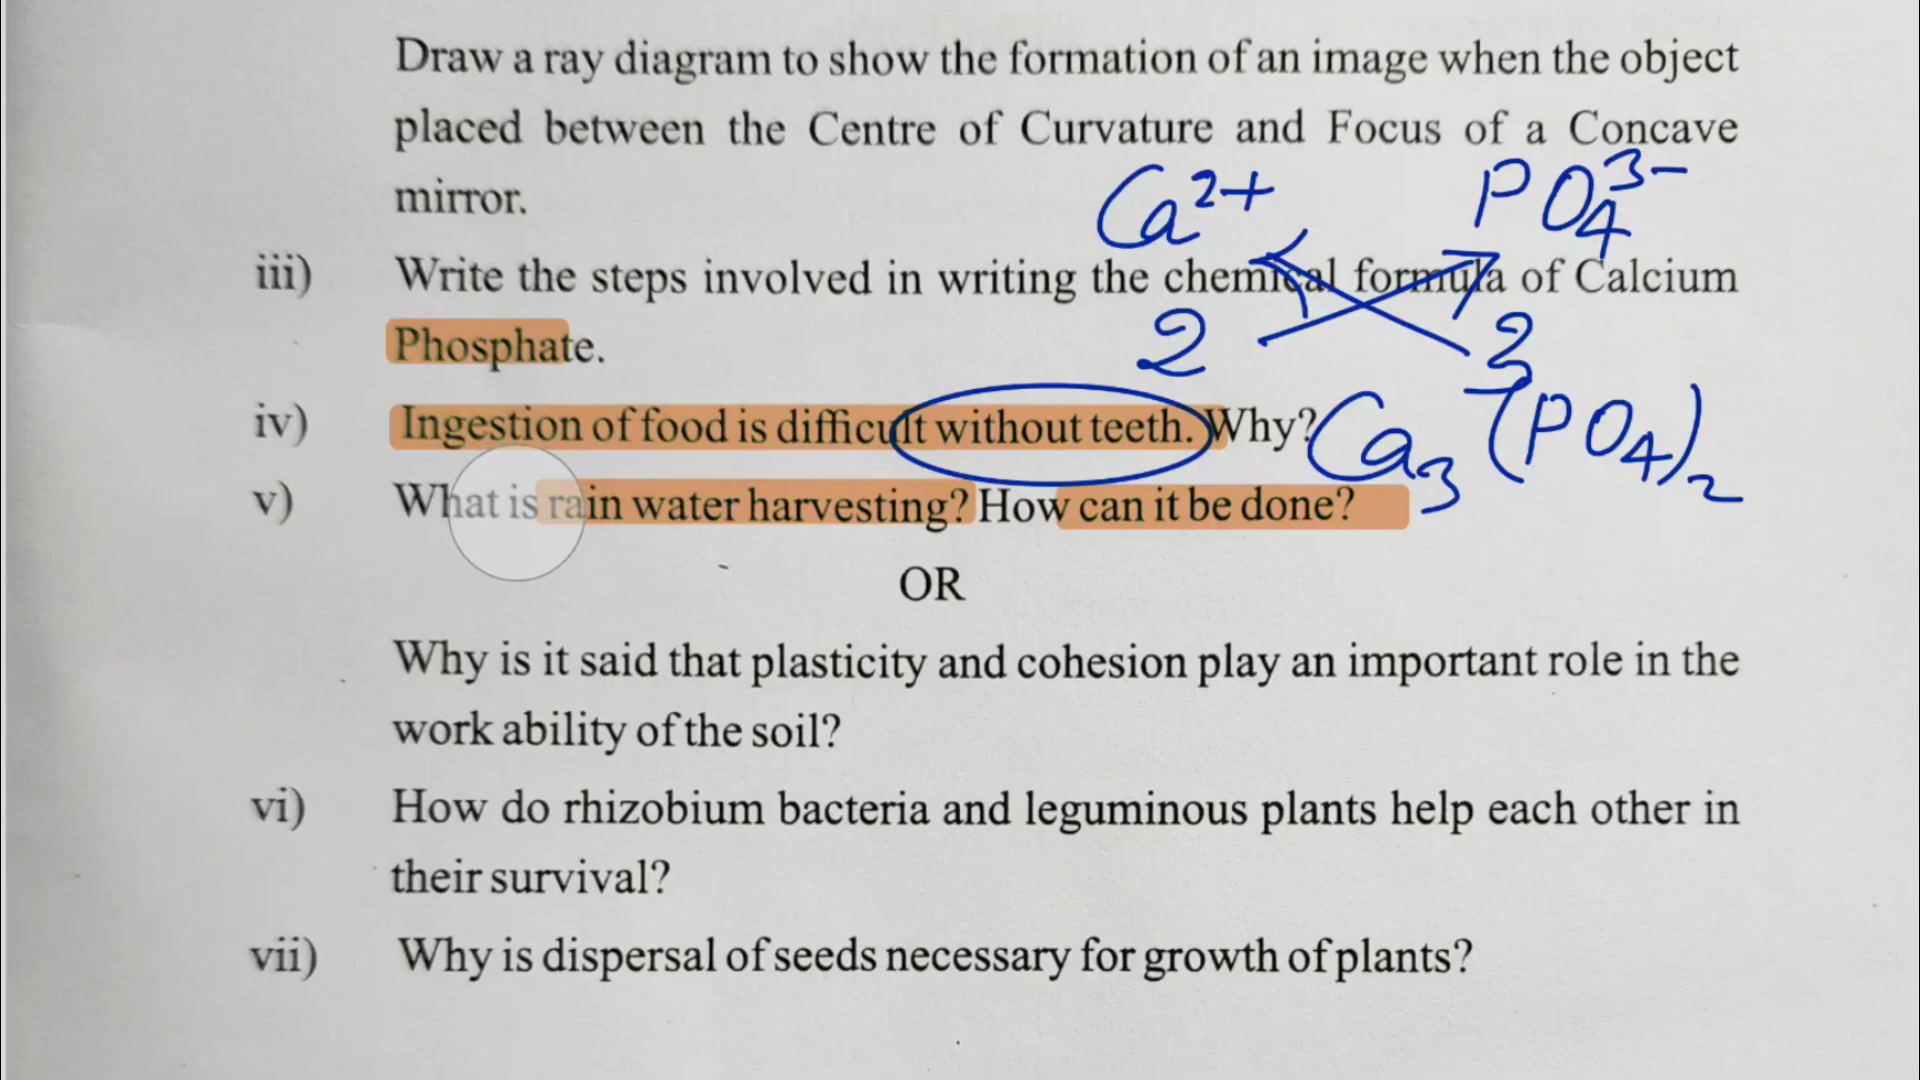 Draw a ray diagram to show the formation of an image when the object
placed between the Centre of Curvature and Focus of a Concave
mirror.
Ca²⁺ PO₄³⁻
iii) Write the steps involved in writing the chemical formula of Calcium
Phosphate.
2 3
iv) Ingestion of food is difficult without teeth. Why?
Ca₃(PO₄)₂
v) What is rain water harvesting? How can it be done?
OR
Why is it said that plasticity and cohesion play an important role in the
work ability of the soil?
vi) How do rhizobium bacteria and leguminous plants help each other in
their survival?
vii) Why is dispersal of seeds necessary for growth of plants?